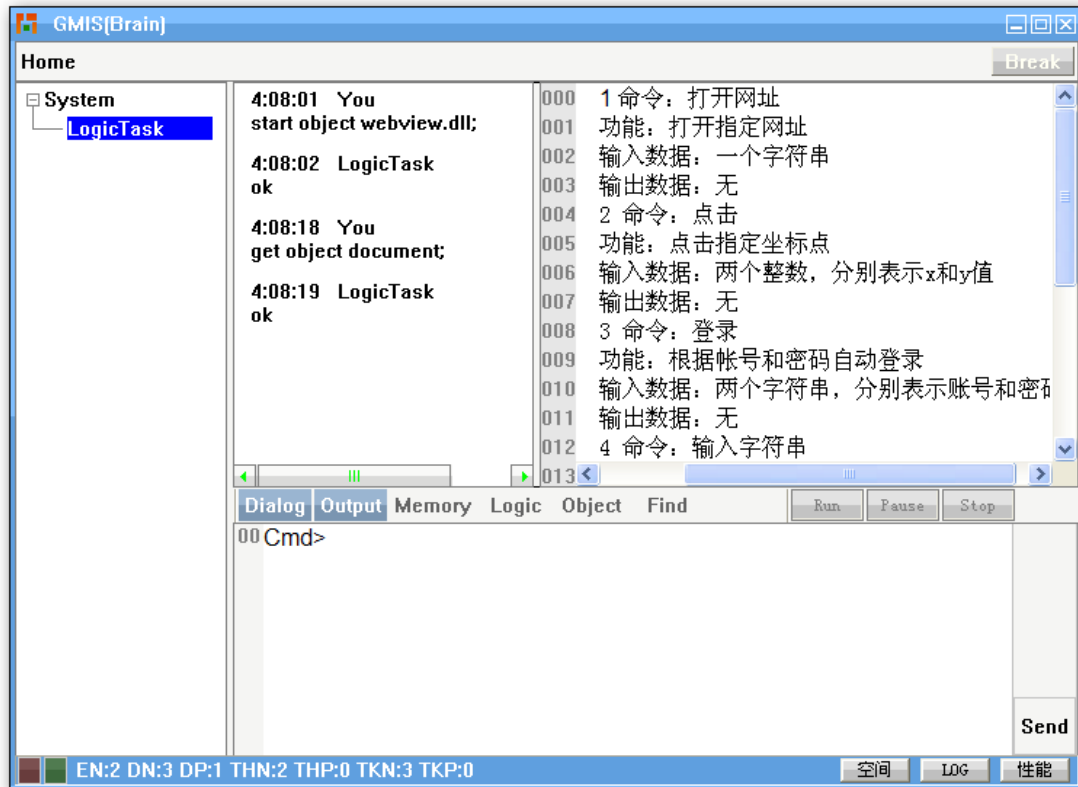 GMIS(Brain)
Home
Break
System
LogicTask
4:08:01 You
start object webview.dll;
4:08:02 LogicTask
ok
4:08:18 You
get object document;
4:08:19 LogicTask
ok
000 1 命令：打开网址
001 功能：打开指定网址
002 输入数据：一个字符串
003 输出数据：无
004 2 命令：点击
005 功能：点击指定坐标点
006 输入数据：两个整数，分别表示x和y值
007 输出数据：无
008 3 命令：登录
009 功能：根据帐号和密码自动登录
010 输入数据：两个字符串，分别表示账号和密码
011 输出数据：无
012 4 命令：输入字符串
013
Dialog Output Memory Logic Object Find Run Pause Stop
00 Cmd>
Send
EN:2 DN:3 DP:1 THN:2 THP:0 TKN:3 TKP:0 空间 LOG 性能